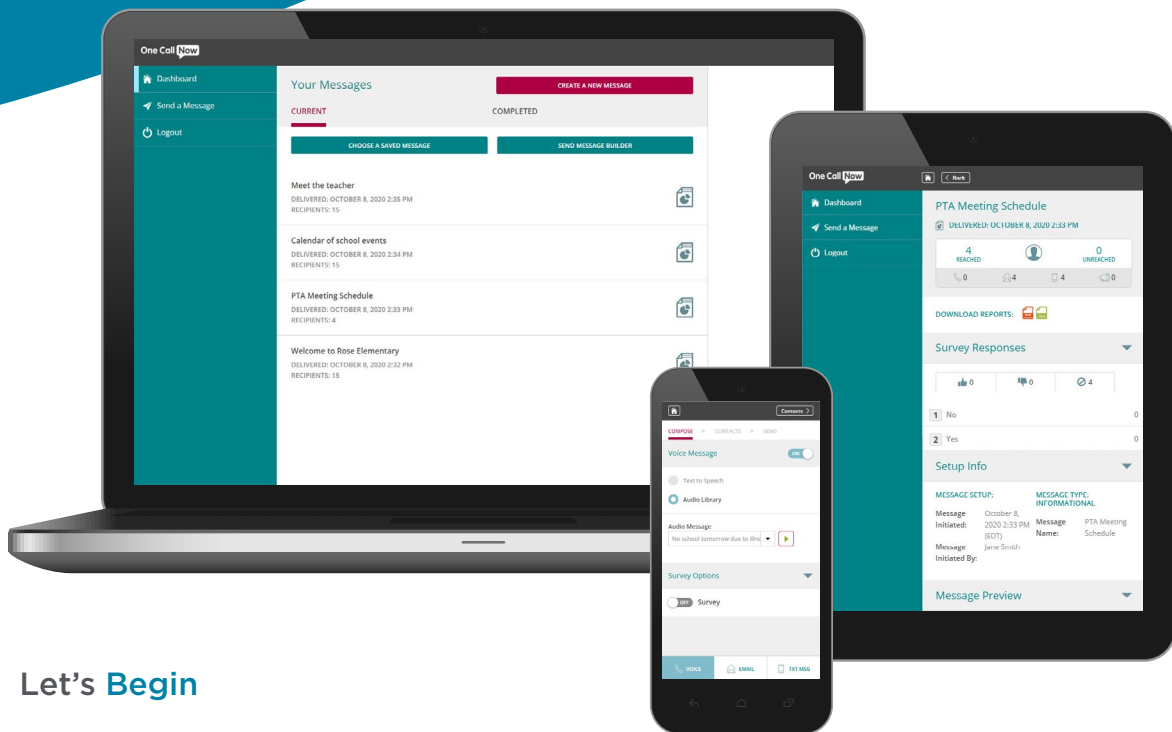 One Call Now
Dashboard
Send a Message
Logout
Your Messages
CREATE A NEW MESSAGE
CURRENT
COMPLETED
CHOOSE A SAVED MESSAGE
SEND MESSAGE BUILDER
Meet the teacher
DELIVERED: OCTOBER 8, 2020 2:35 PM
RECIPIENTS: 15
Calendar of school events
DELIVERED: OCTOBER 8, 2020 2:34 PM
RECIPIENTS: 15
PTA Meeting Schedule
DELIVERED: OCTOBER 8, 2020 2:33 PM
RECIPIENTS: 4
Welcome to Rose Elementary
DELIVERED: OCTOBER 8, 2020 2:32 PM
RECIPIENTS: 15
One Call Now
< Back
Dashboard
Send a Message
Logout
PTA Meeting Schedule
DELIVERED: OCTOBER 8, 2020 2:33 PM
4
REACHED
0
UNREACHED
0 4 4 0
DOWNLOAD REPORTS:
Survey Responses
0 0 4
1 No 0
2 Yes 0
Setup Info
MESSAGE SETUP:
Message Initiated: October 8, 2020 2:33 PM (EDT)
Message Initiated By: Jane Smith
MESSAGE TYPE: INFORMATIONAL
Message Name: PTA Meeting Schedule
Message Preview
Contacts >
COMPOSE > CONTACTS > SEND
Voice Message
ON
Text to Speech
Audio Library
Audio Message
No school tomorrow due to illne
Survey Options
OFF Survey
VOICE EMAIL TXT MSG
Let's Begin